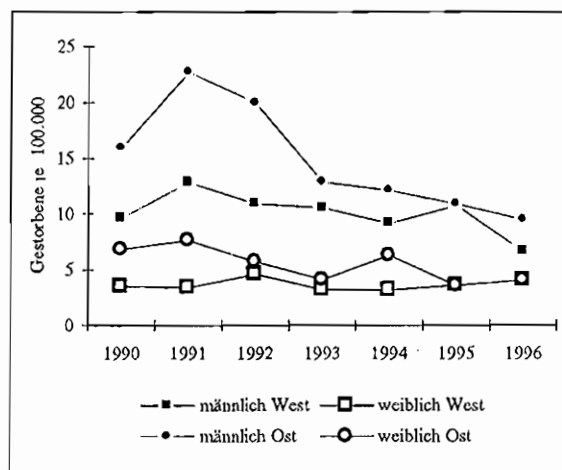 Gestorbene je 100.000
25
20
15
10
5
0
1990 1991 1992 1993 1994 1995 1996
männlich West weiblich West
männlich Ost weiblich Ost